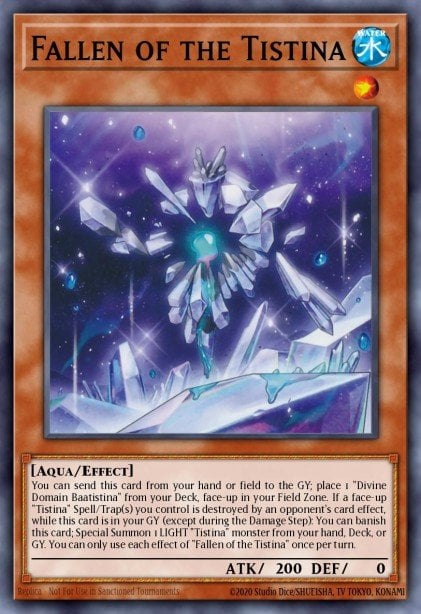 FALLEN OF THE TISTINA
WATER
水
[AQUA/EFFECT]
You can send this card from your hand or field to the GY; place 1 "Divine
Domain Baatistina" from your Deck, face-up in your Field Zone. If a face-up
"Tistina" Spell/Trap(s) you control is destroyed by an opponent's card effect,
while this card is in your GY (except during the Damage Step): You can banish
this card; Special Summon 1 LIGHT "Tistina" monster from your hand, Deck,
or GY. You can only use each effect of "Fallen of the Tistina" once per turn.
ATK/ 200 DEF/ 0
Replica - Not For Use in Sanctioned Tournaments
©2020 Studio Dice/SHUEISHA, TV TOKYO, KONAMI